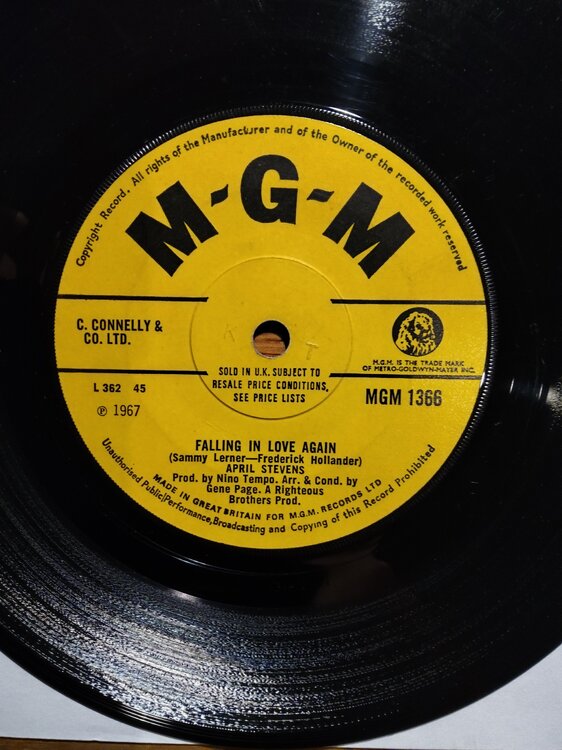 Copyright Record. All rights of the Manufacturer and of the Owner of the recorded work reserved
M-G-M
C. CONNELLY &
CO. LTD.
M.G.M. IS THE TRADE MARK
OF METRO-GOLDWYN-MAYER INC.
K T
SOLD IN U.K. SUBJECT TO
RESALE PRICE CONDITIONS,
SEE PRICE LISTS
L 362 45
℗ 1967
MGM 1366
FALLING IN LOVE AGAIN
(Sammy Lerner—Frederick Hollander)
APRIL STEVENS
Prod. by Nino Tempo. Arr. & Cond. by
Gene Page. A Righteous
Brothers Prod.
MADE IN GREAT BRITAIN FOR M.G.M. RECORDS LTD
Unauthorised Public Performance, Broadcasting and Copying of this Record Prohibited